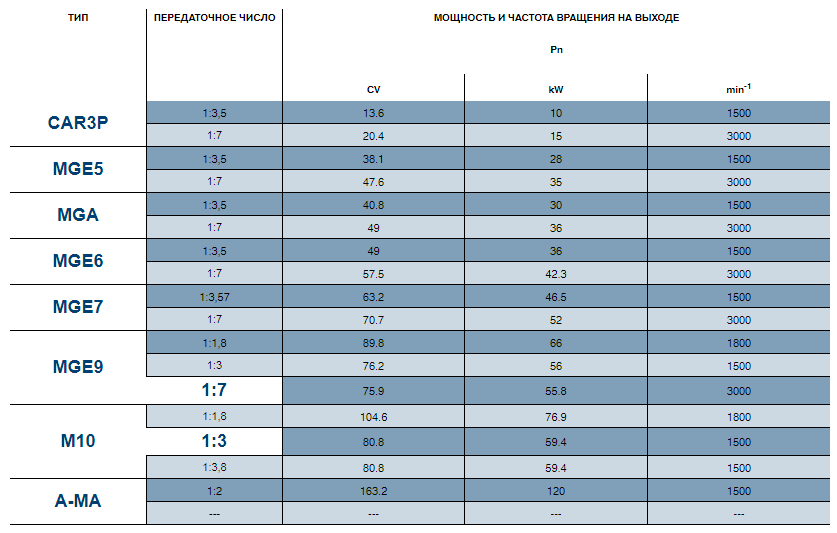 ТИП ПЕРЕДАТОЧНОЕ ЧИСЛО МОЩНОСТЬ И ЧАСТОТА ВРАЩЕНИЯ НА ВЫХОДЕ
Pn
CV kW min-1
CAR3P
1:3,5 13.6 10 1500
1:7 20.4 15 3000
MGE5
1:3,5 38.1 28 1500
1:7 47.6 35 3000
MGA
1:3,5 40.8 30 1500
1:7 49 36 3000
MGE6
1:3,5 49 36 1500
1:7 57.5 42.3 3000
MGE7
1:3,57 63.2 46.5 1500
1:7 70.7 52 3000
MGE9
1:1,8 89.8 66 1800
1:3 76.2 56 1500
1:7 75.9 55.8 3000
M10
1:1,8 104.6 76.9 1800
1:3 80.8 59.4 1500
1:3,8 80.8 59.4 1500
A-MA
1:2 163.2 120 1500
--- --- --- ---